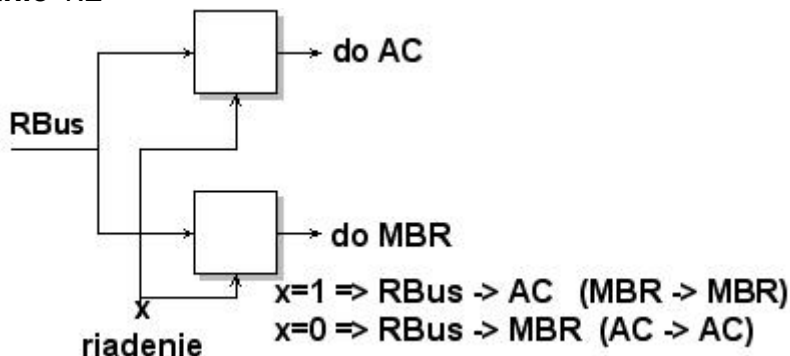 do AC
RBus
do MBR
x=1 => RBus -> AC (MBR -> MBR)
x
x=0 => RBus -> MBR (AC -> AC)
riadenie